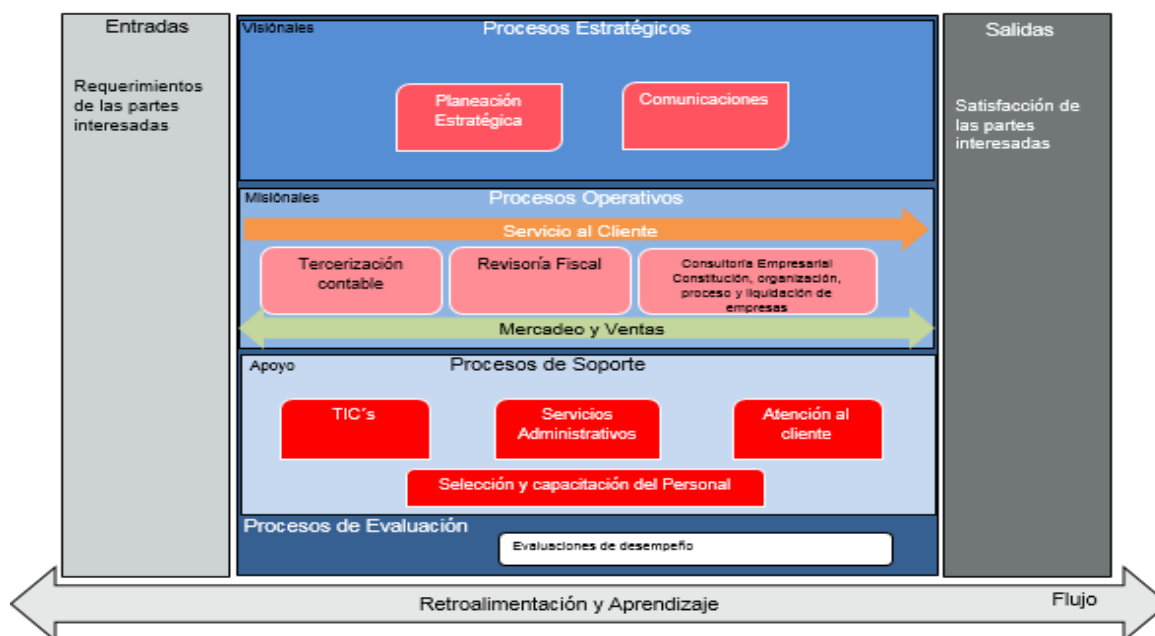 Entradas
Requerimientos
de las partes
interesadas
Visiónales
Procesos Estratégicos
Planeación
Estratégica
Comunicaciones
Misiónales
Procesos Operativos
Servicio al Cliente
Tercerización
contable
Revisoría Fiscal
Consultoría Empresarial
Constitución, organización,
proceso y liquidación de
empresas
Mercadeo y Ventas
Apoyo
Procesos de Soporte
TIC´s
Servicios
Administrativos
Atención al
cliente
Selección y capacitación del Personal
Procesos de Evaluación
Evaluaciones de desempeño
Salidas
Satisfacción de
las partes
interesadas
Retroalimentación y Aprendizaje
Flujo